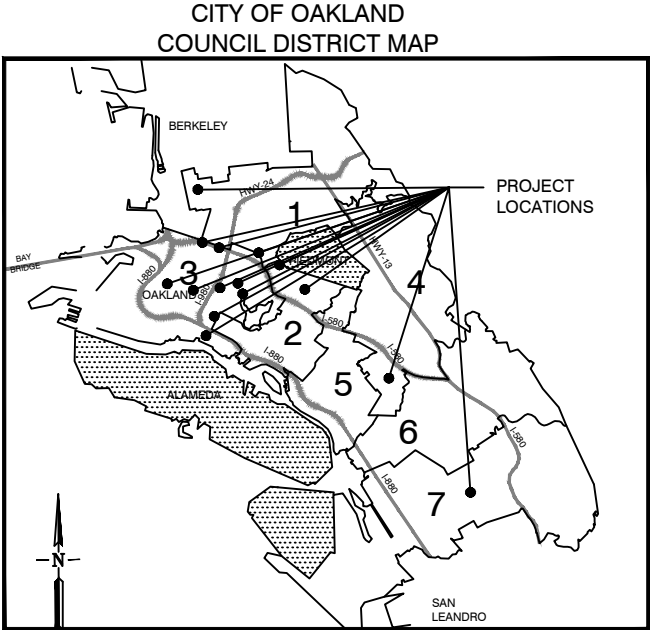 CITY OF OAKLAND
COUNCIL DISTRICT MAP
BERKELEY
PROJECT
LOCATIONS
HWY-24
1
BAY
BRIDGE
PIEDMONT
HWY-13
I-880
3
OAKLAND
I-980
4
2
I-580
I-580
I-880
5
ALAMEDA
6
I-580
I-880
7
N
SAN
LEANDRO